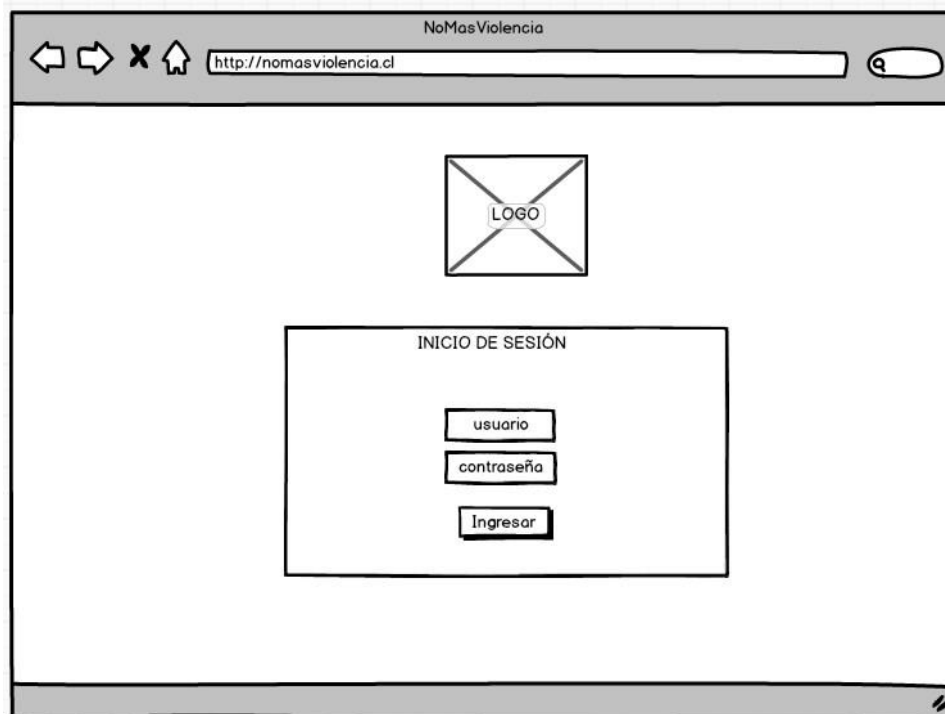 NoMasViolencia
http://nomasviolencia.cl
LOGO
INICIO DE SESIÓN
usuario
contraseña
Ingresar